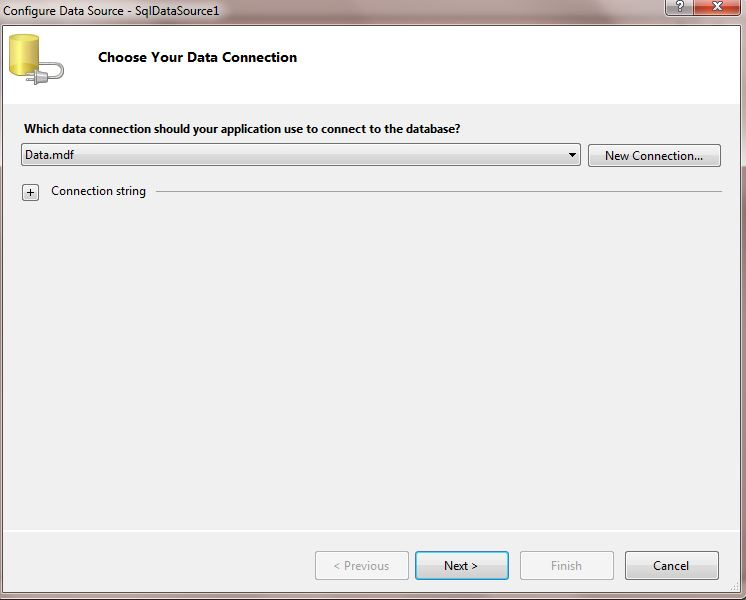 Configure Data Source - SqlDataSource1
?
Choose Your Data Connection
Which data connection should your application use to connect to the database?
Data.mdf
New Connection...
+ Connection string
< Previous
Next >
Finish
Cancel